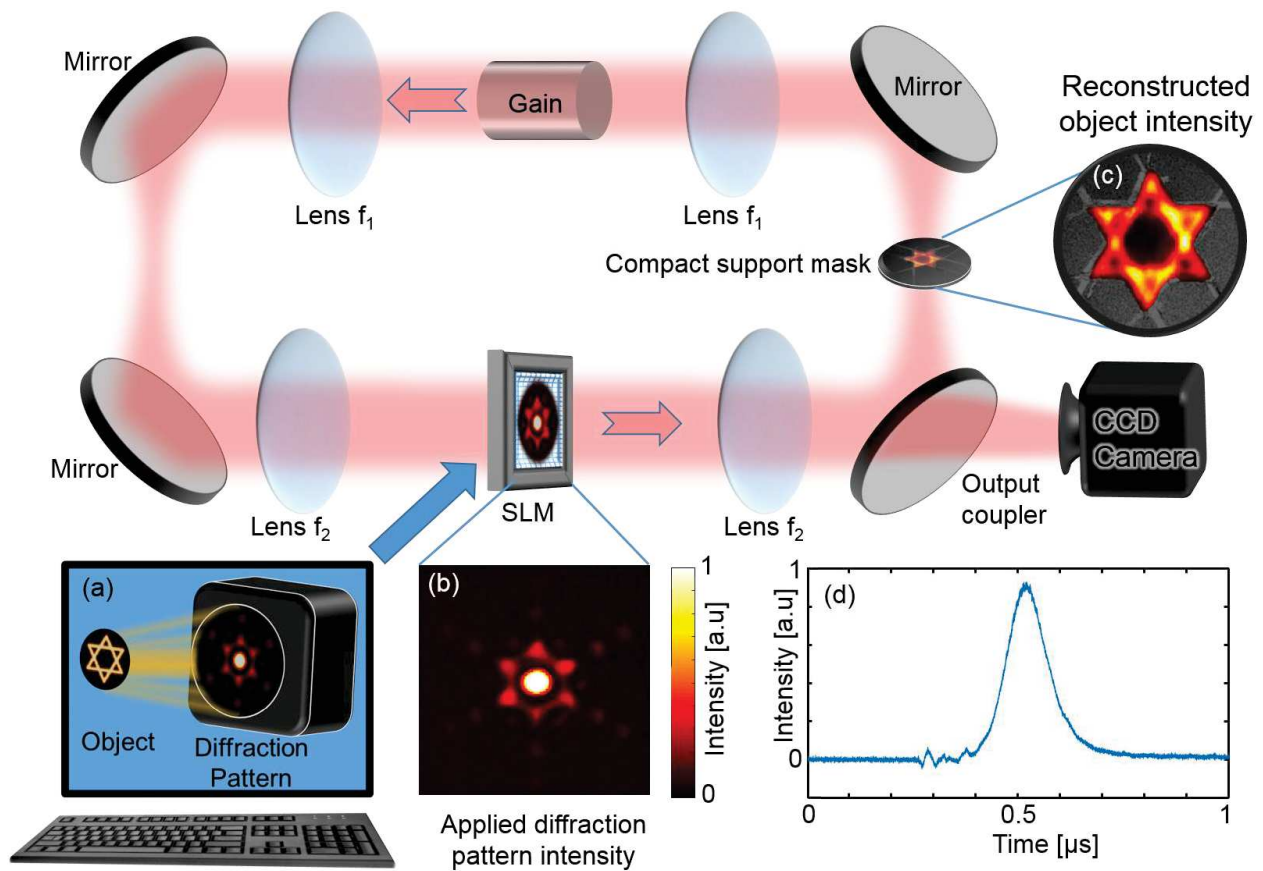 Mirror
Gain
Mirror
Reconstructed
object intensity
(c)
Lens f₁
Lens f₁
Compact support mask
CCD
Camera
Mirror
Lens f₂
SLM
Lens f₂
Output
coupler
(a)
Object
Diffraction
Pattern
(b)
1
Intensity [a.u]
0
Applied diffraction
pattern intensity
(d)
1
Intensity [a.u]
0
0
0.5
1
Time [µs]